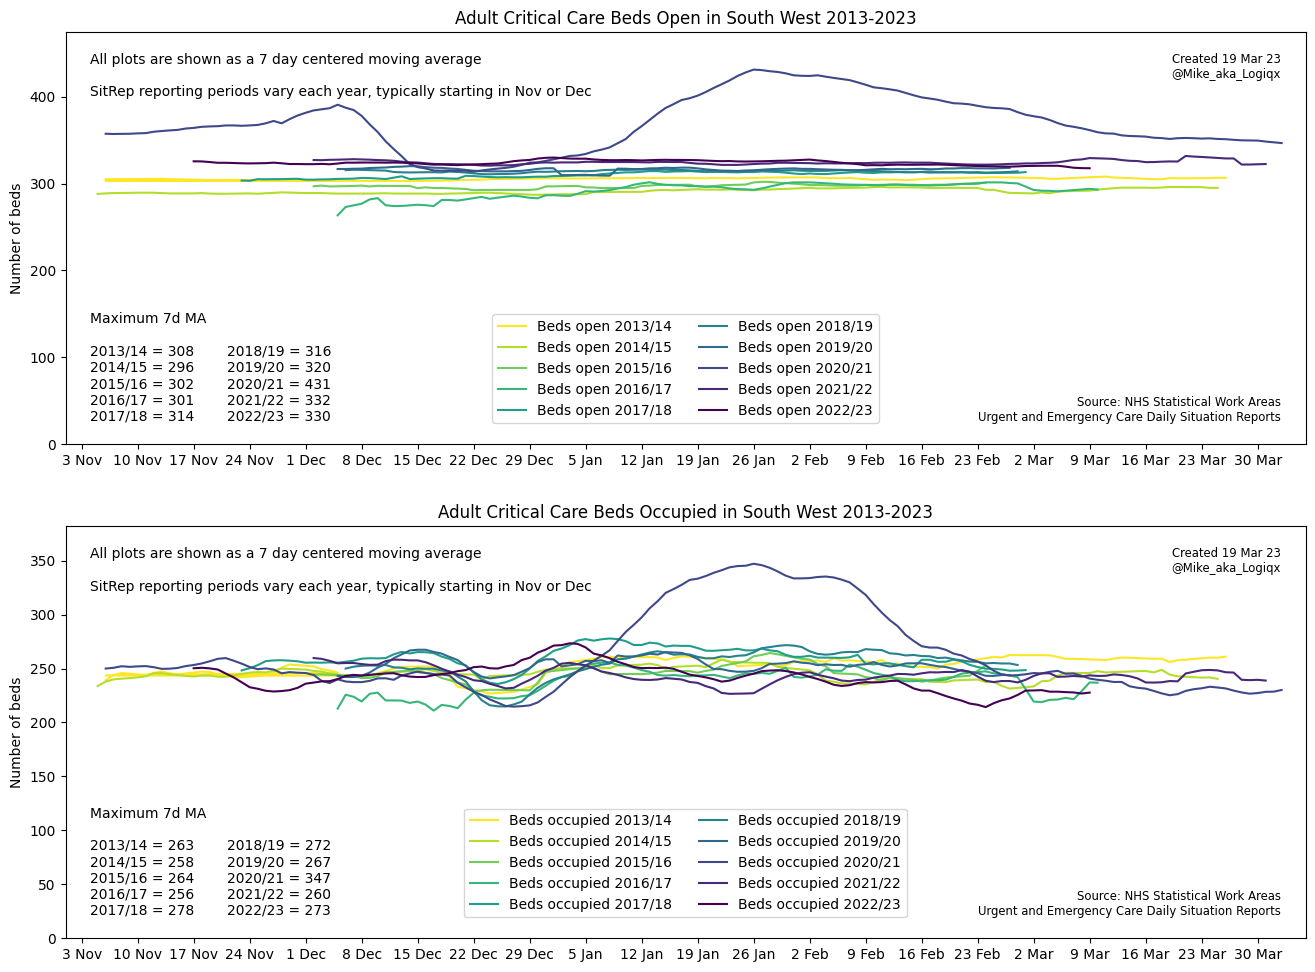 Adult Critical Care Beds Open in South West 2013-2023
All plots are shown as a 7 day centered moving average
Created 19 Mar 23
@Mike_aka_Logiqx
SitRep reporting periods vary each year, typically starting in Nov or Dec
400
300
200
100
0
Number of beds
Maximum 7d MA
2013/14 = 308 2018/19 = 316
2014/15 = 296 2019/20 = 320
2015/16 = 302 2020/21 = 431
2016/17 = 301 2021/22 = 332
2017/18 = 314 2022/23 = 330
Beds open 2013/14 Beds open 2018/19
Beds open 2014/15 Beds open 2019/20
Beds open 2015/16 Beds open 2020/21
Beds open 2016/17 Beds open 2021/22
Beds open 2017/18 Beds open 2022/23
Source: NHS Statistical Work Areas
Urgent and Emergency Care Daily Situation Reports
3 Nov 10 Nov 17 Nov 24 Nov 1 Dec 8 Dec 15 Dec 22 Dec 29 Dec 5 Jan 12 Jan 19 Jan 26 Jan 2 Feb 9 Feb 16 Feb 23 Feb 2 Mar 9 Mar 16 Mar 23 Mar 30 Mar
Adult Critical Care Beds Occupied in South West 2013-2023
All plots are shown as a 7 day centered moving average
Created 19 Mar 23
@Mike_aka_Logiqx
SitRep reporting periods vary each year, typically starting in Nov or Dec
350
300
250
200
150
100
50
0
Number of beds
Maximum 7d MA
2013/14 = 263 2018/19 = 272
2014/15 = 258 2019/20 = 267
2015/16 = 264 2020/21 = 347
2016/17 = 256 2021/22 = 260
2017/18 = 278 2022/23 = 273
Beds occupied 2013/14 Beds occupied 2018/19
Beds occupied 2014/15 Beds occupied 2019/20
Beds occupied 2015/16 Beds occupied 2020/21
Beds occupied 2016/17 Beds occupied 2021/22
Beds occupied 2017/18 Beds occupied 2022/23
Source: NHS Statistical Work Areas
Urgent and Emergency Care Daily Situation Reports
3 Nov 10 Nov 17 Nov 24 Nov 1 Dec 8 Dec 15 Dec 22 Dec 29 Dec 5 Jan 12 Jan 19 Jan 26 Jan 2 Feb 9 Feb 16 Feb 23 Feb 2 Mar 9 Mar 16 Mar 23 Mar 30 Mar